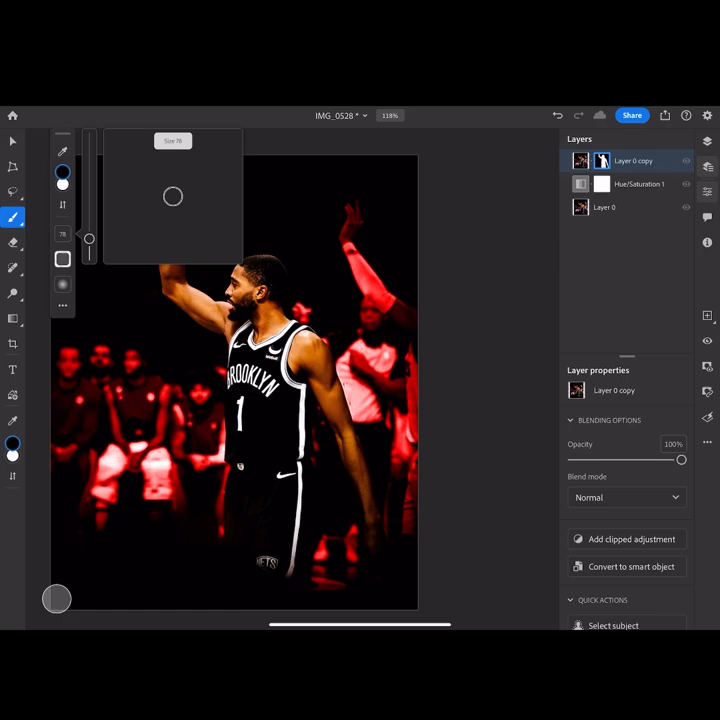 IMG_0528 *
118%
Share
Size 78
78
Layers
Layer 0 copy
Hue/Saturation 1
Layer 0
BROOKLYN
1
NETS
Layer properties
Layer 0 copy
BLENDING OPTIONS
Opacity
100%
Blend mode
Normal
Add clipped adjustment
Convert to smart object
QUICK ACTIONS
Select subject